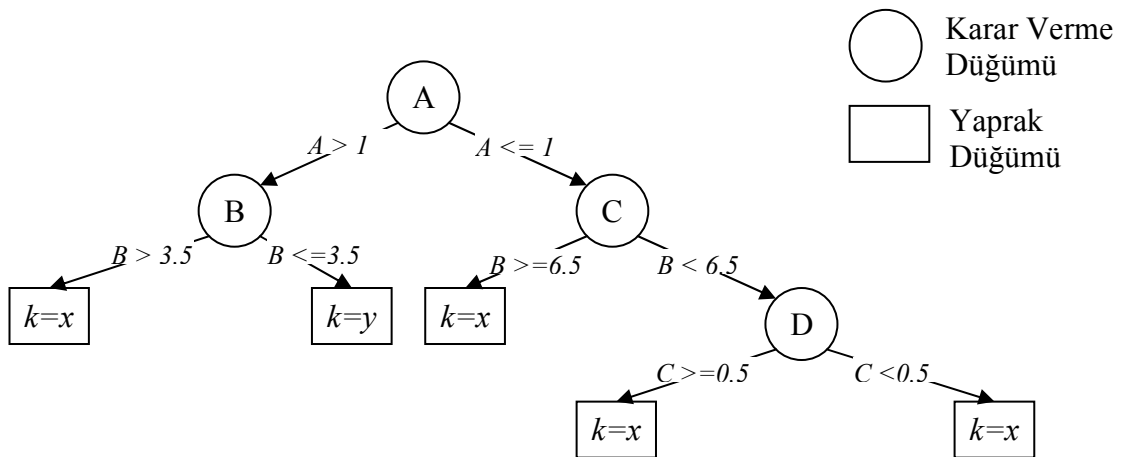 Karar Verme
Düğümü
A
Yaprak
Düğümü
A > 1
A <= 1
B
C
B > 3.5
B <=3.5
B >=6.5
B < 6.5
k=x
k=y
k=x
D
C >=0.5
C <0.5
k=x
k=x